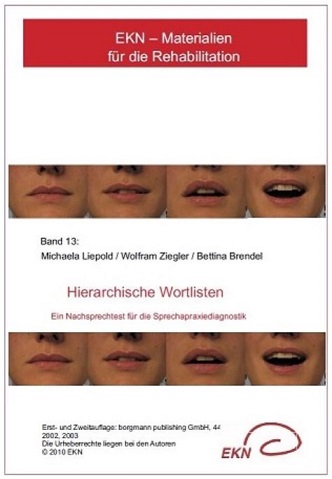 EKN – Materialien
für die Rehabilitation
Band 13:
Michaela Liepold / Wolfram Ziegler / Bettina Brendel
Hierarchische Wortlisten
Ein Nachsprechtest für die Sprechapraxiediagnostik
Erst- und Zweitauflage: borgmann publishing GmbH, 44
2002, 2003
Die Urheberrechte liegen bei den Autoren
© 2010 EKN
EKN